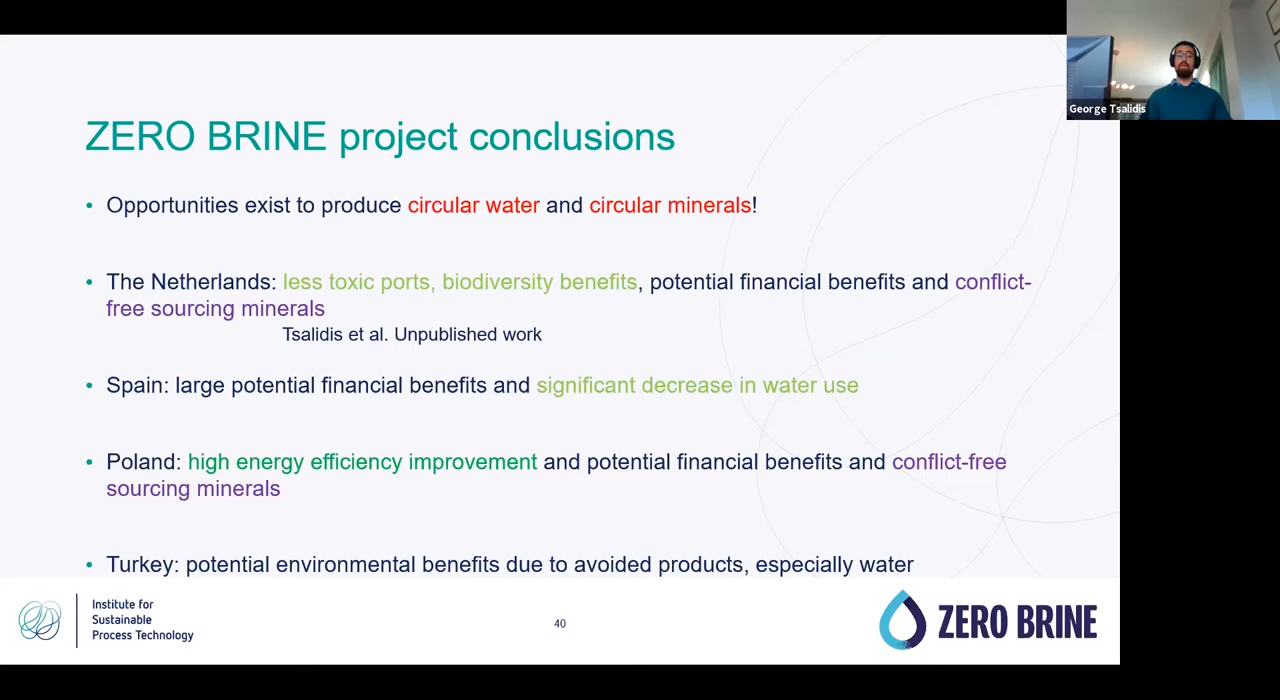 George Tsalidis
ZERO BRINE project conclusions
• Opportunities exist to produce circular water and circular minerals!
• The Netherlands: less toxic ports, biodiversity benefits, potential financial benefits and conflict-
free sourcing minerals
Tsalidis et al. Unpublished work
• Spain: large potential financial benefits and significant decrease in water use
• Poland: high energy efficiency improvement and potential financial benefits and conflict-free
sourcing minerals
• Turkey: potential environmental benefits due to avoided products, especially water
Institute for
Sustainable
Process Technology
40
ZERO BRINE